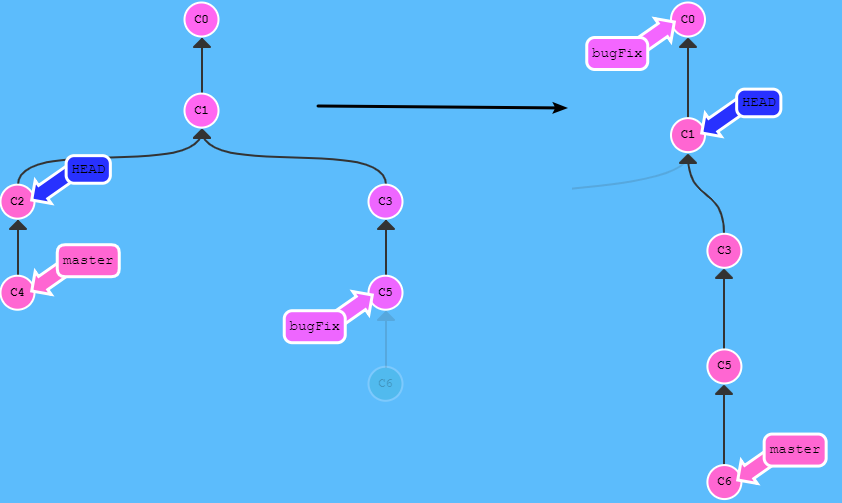 C0
C1
C2
HEAD
C3
C4
master
bugFix
C5
C6
C0
bugFix
C1
HEAD
C3
C5
C6
master